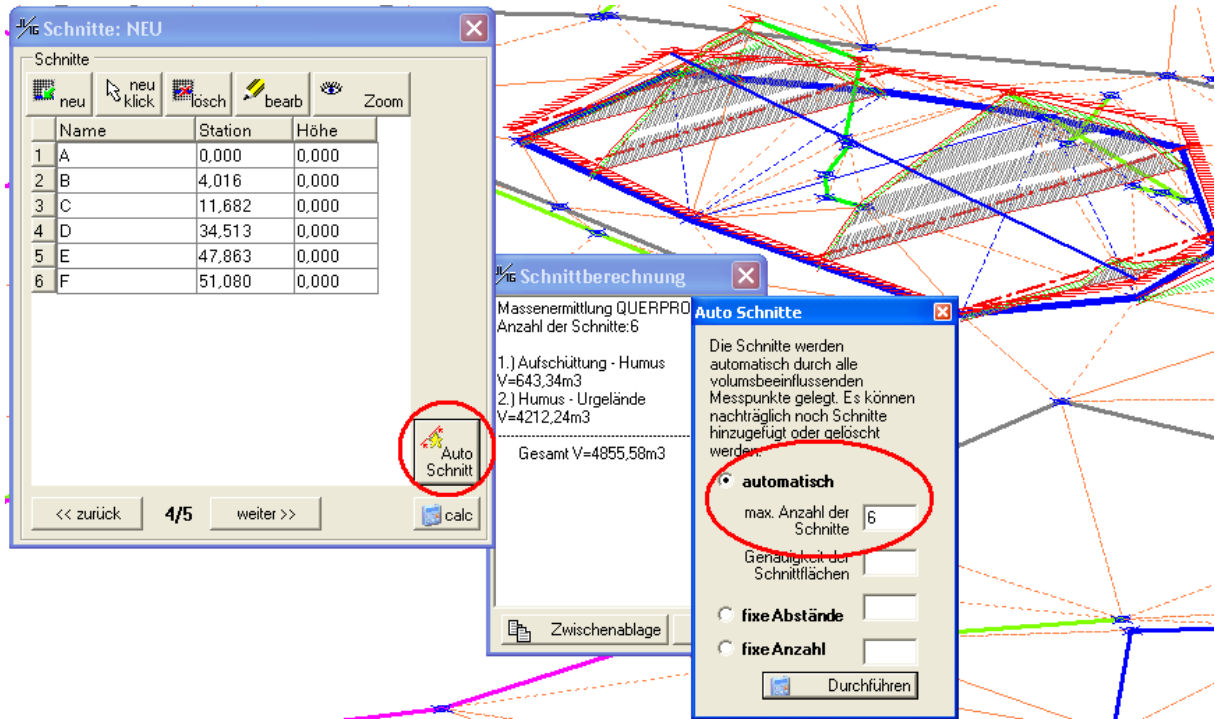 Schnitte: NEU
Schnitte
neu
neu
klick
lösch
bearb
Zoom
Name Station Höhe
1 A 0,000 0,000
2 B 4,016 0,000
3 C 11,682 0,000
4 D 34,513 0,000
5 E 47,863 0,000
6 F 51,080 0,000
Auto
Schnitt
<< zurück 4/5 weiter >> calc
Schnittberechnung
Massenermittlung QUERPRO
Anzahl der Schnitte:6
1.) Aufschüttung - Humus
V=643,34m3
2.) Humus - Urgelände
V=4212,24m3
Gesamt V=4855,58m3
Zwischenablage
Auto Schnitte
Die Schnitte werden
automatisch durch alle
volumsbeeinflussenden
Messpunkte gelegt. Es können
nachträglich noch Schnitte
hinzugefügt oder gelöscht
werden.
automatisch
max. Anzahl der
Schnitte 6
Genauigkeit der
Schnittflächen
fixe Abstände
fixe Anzahl
Durchführen